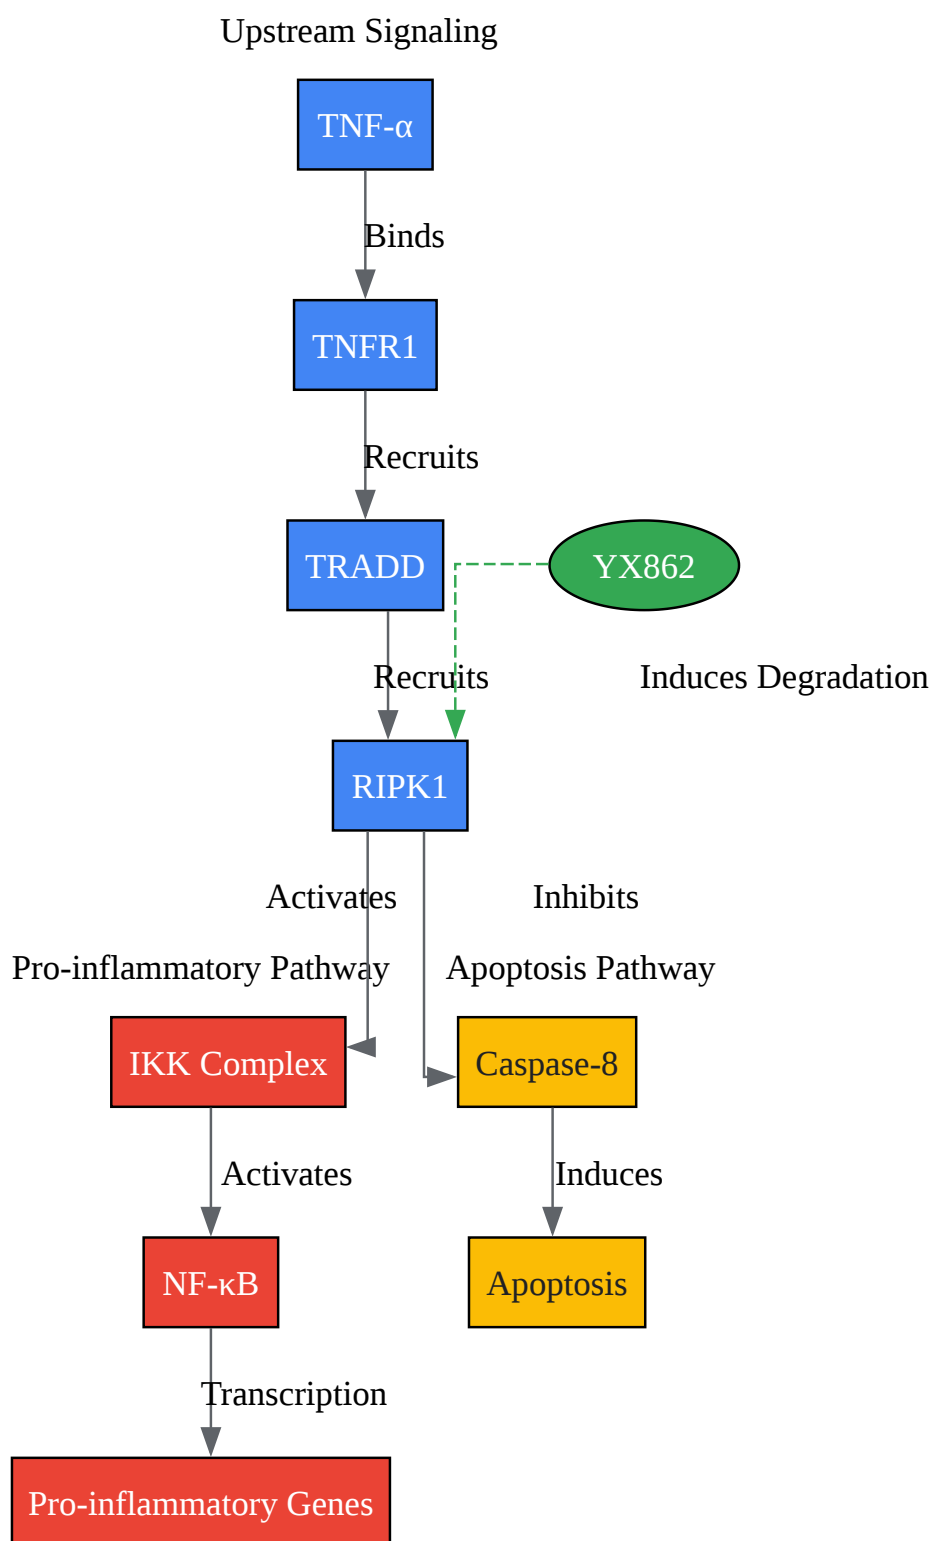 Upstream Signaling
TNF-α
Binds
TNFR1
Recruits
TRADD
YX862
Recruits
Induces Degradation
RIPK1
Activates
Inhibits
Pro-inflammatory Pathway
Apoptosis Pathway
IKK Complex
Caspase-8
Activates
Induces
NF-κB
Apoptosis
Transcription
Pro-inflammatory Genes